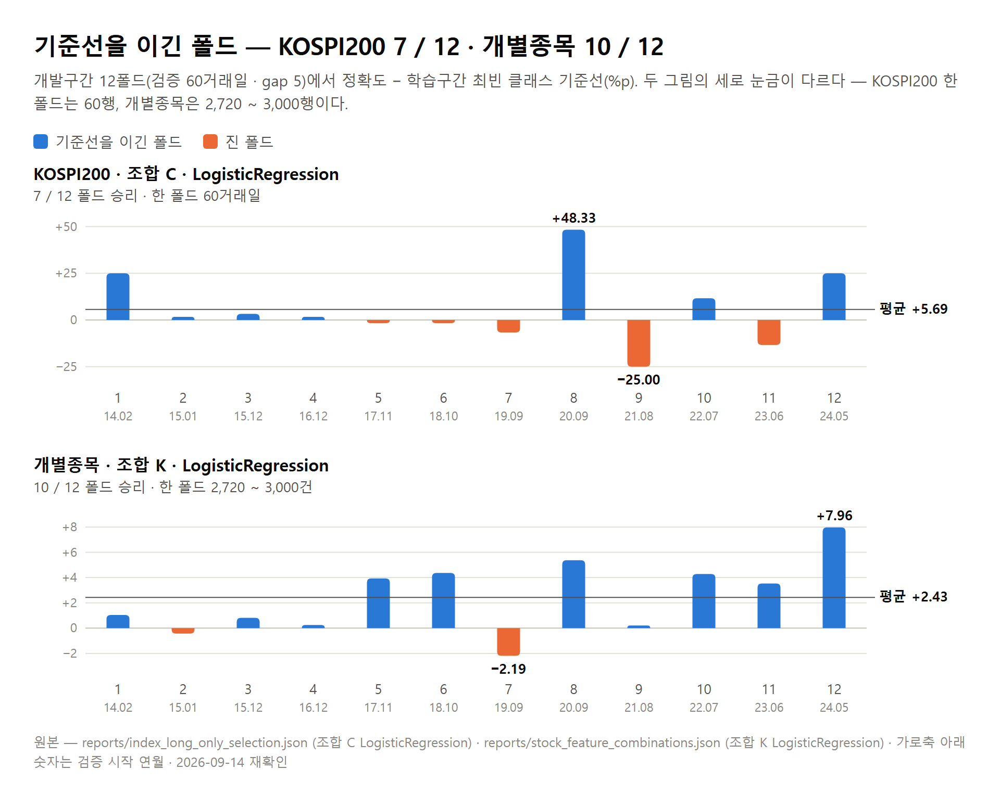 기준선을 이긴 폴드 — KOSPI200 7 / 12 · 개별종목 10 / 12
개발구간 12폴드(검증 60거래일 · gap 5)에서 정확도 − 학습구간 최빈 클래스 기준선(%p). 두 그림의 세로 눈금이 다르다 — KOSPI200 한
폴드는 60행, 개별종목은 2,720 ~ 3,000행이다.
기준선을 이긴 폴드 진 폴드
KOSPI200 · 조합 C · LogisticRegression
7 / 12 폴드 승리 · 한 폴드 60거래일
+48.33
+50
+25
평균 +5.69
0
−25
−25.00
1 2 3 4 5 6 7 8 9 10 11 12
14.02 15.01 15.12 16.12 17.11 18.10 19.09 20.09 21.08 22.07 23.06 24.05
개별종목 · 조합 K · LogisticRegression
10 / 12 폴드 승리 · 한 폴드 2,720 ~ 3,000건
+7.96
+8
+6
+4
평균 +2.43
+2
0
−2
−2.19
1 2 3 4 5 6 7 8 9 10 11 12
14.02 15.01 15.12 16.12 17.11 18.10 19.09 20.09 21.08 22.07 23.06 24.05
원본 — reports/index_long_only_selection.json (조합 C LogisticRegression) · reports/stock_feature_combinations.json (조합 K LogisticRegression) · 가로축 아래
숫자는 검증 시작 연월 · 2026-09-14 재확인